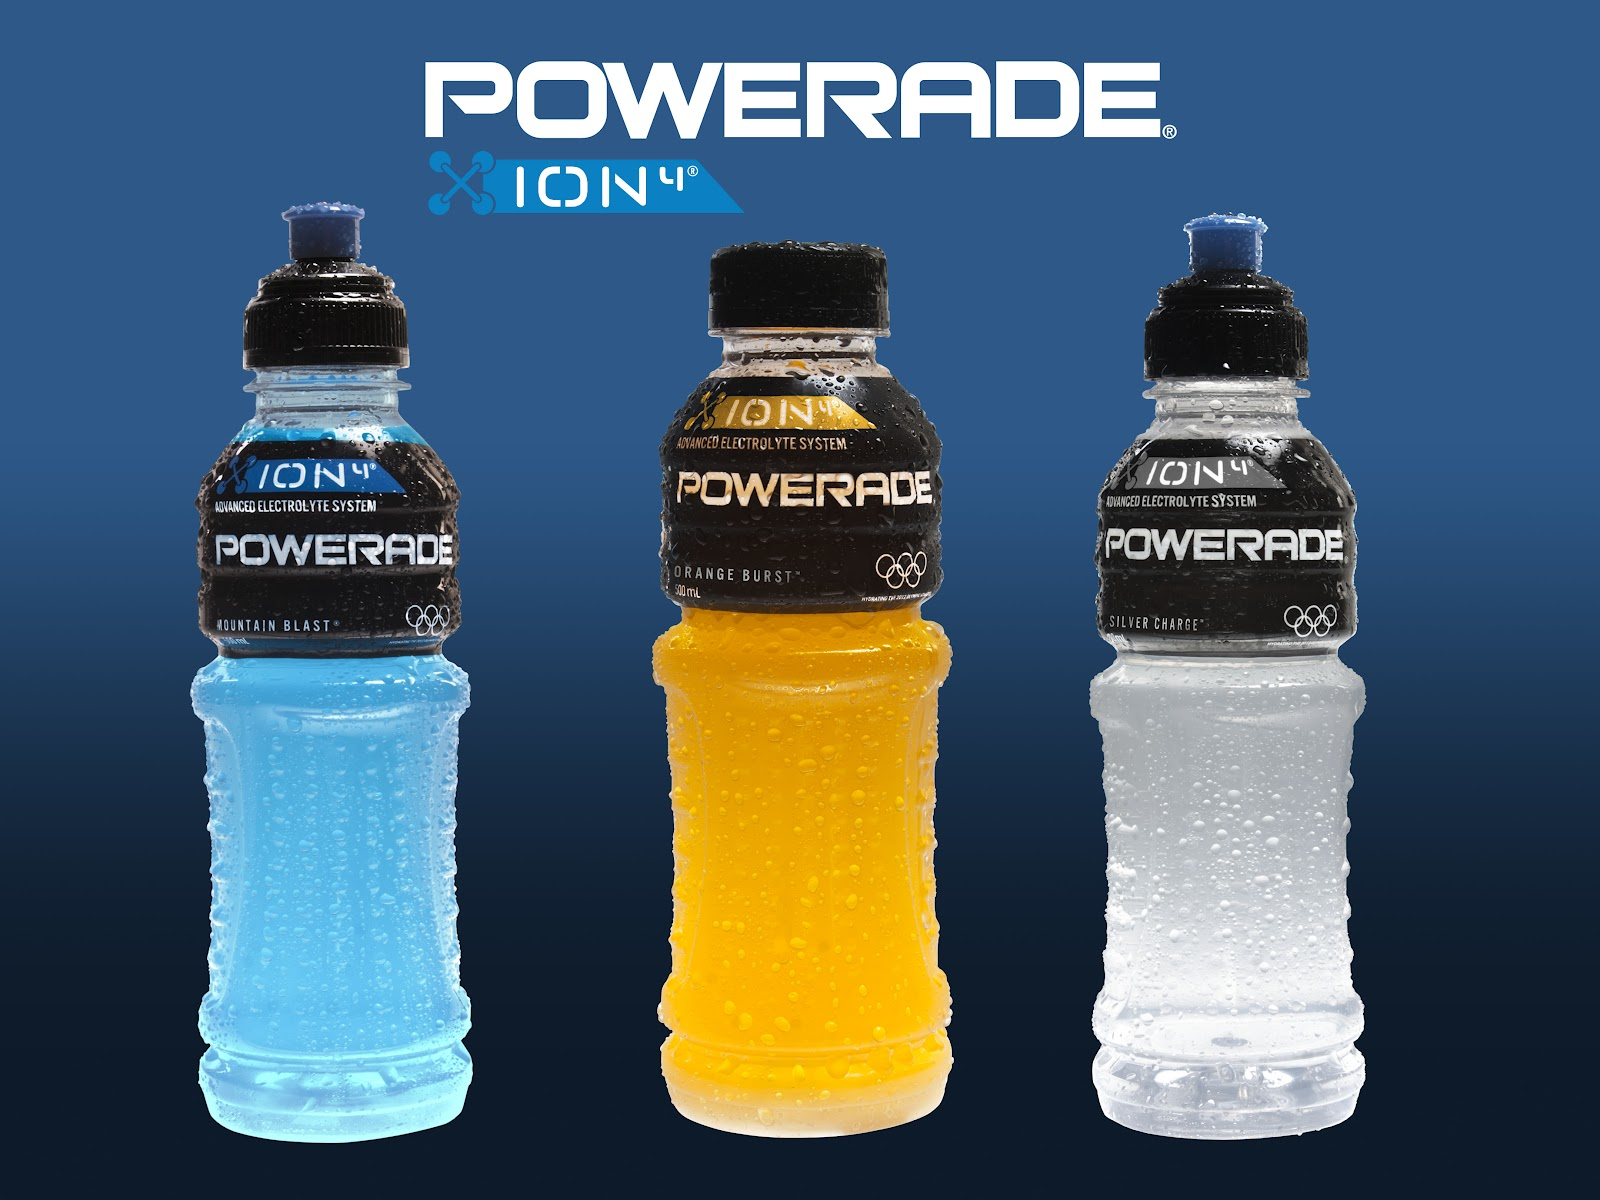 POWERADE®
ION4®
ION4®
ADVANCED ELECTROLYTE SYSTEM
POWERADE
MOUNTAIN BLAST®
ION4®
ADVANCED ELECTROLYTE SYSTEM
POWERADE
ORANGE BURST™
500 mL
ION4®
ADVANCED ELECTROLYTE SYSTEM
POWERADE
SILVER CHARGE™